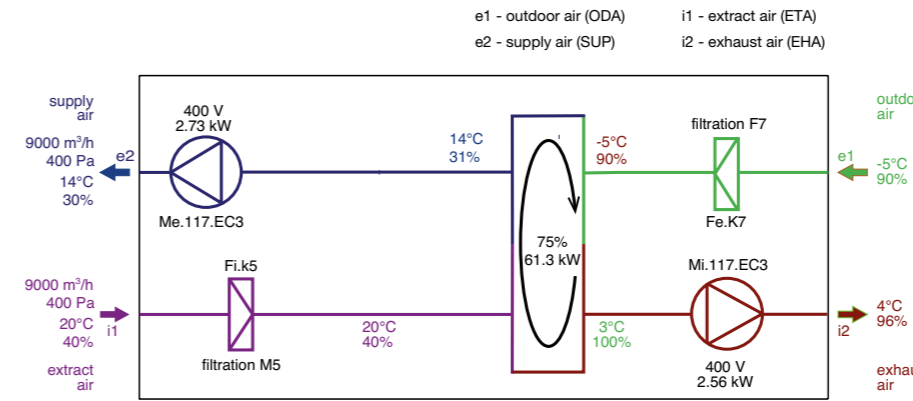 e1 - outdoor air (ODA)
i1 - extract air (ETA)
e2 - supply air (SUP)
i2 - exhaust air (EHA)
supply
air
9000 m³/h
400 Pa
14°C
30%
e2
400 V
2.73 kW
Me.117.EC3
14°C
31%
-5°C
90%
filtration F7
Fe.K7
outdo
air
e1
-5°C
90%
75%
61.3 kW
9000 m³/h
400 Pa
20°C
40%
i1
extract
air
Fi.k5
filtration M5
20°C
40%
3°C
100%
Mi.117.EC3
400 V
2.56 kW
i2
4°C
96%
exhau
air